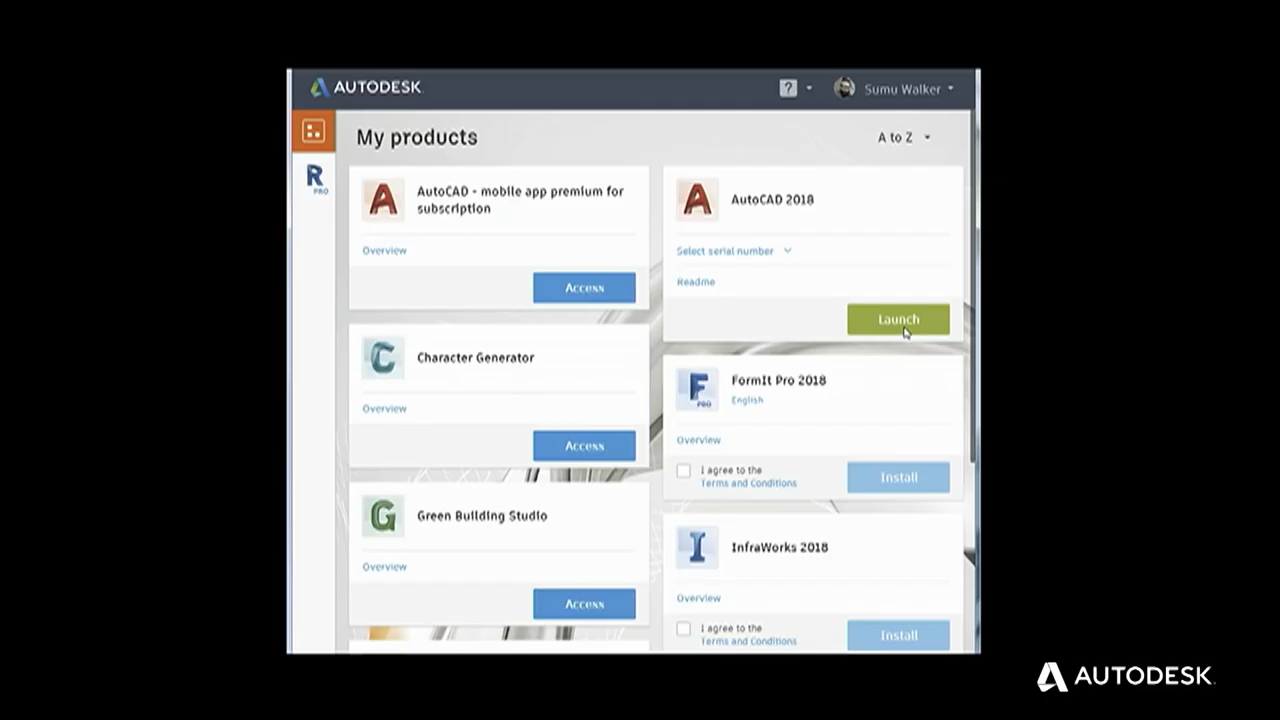 AUTODESK
?
Sumu Walker
R
PRO
My products
A to Z
A
AutoCAD - mobile app premium for
subscription
Overview
Access
A
AutoCAD 2018
Select serial number
Readme
Launch
C
Character Generator
Overview
Access
F
PRO
FormIt Pro 2018
English
Overview
I agree to the
Terms and Conditions
Install
G
Green Building Studio
Overview
Access
I
InfraWorks 2018
Overview
I agree to the
Terms and Conditions
Install
AUTODESK